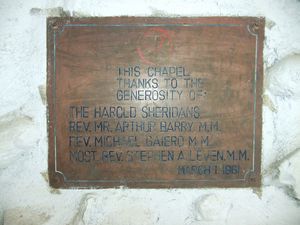 THIS CHAPEL
THANKS TO THE
GENEROSITY OF:
THE HAROLD SHERIDANS
REV. MR. ARTHUR BARRY M.M.
REV. MICHAEL GAIERO M.M.
MOST REV. STEPHEN A. LEVEN, M.M.
MARCH 1, 1961